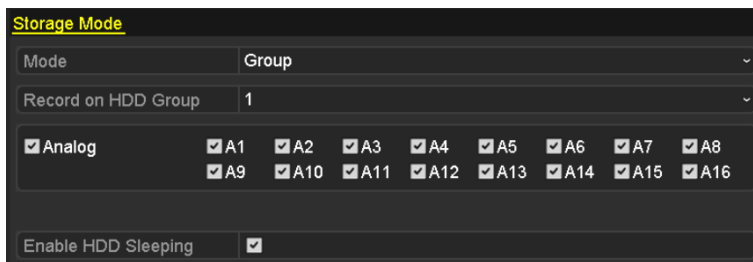 Storage Mode
Mode Group
Record on HDD Group 1
Analog A1 A2 A3 A4 A5 A6 A7 A8
A9 A10 A11 A12 A13 A14 A15 A16
Enable HDD Sleeping